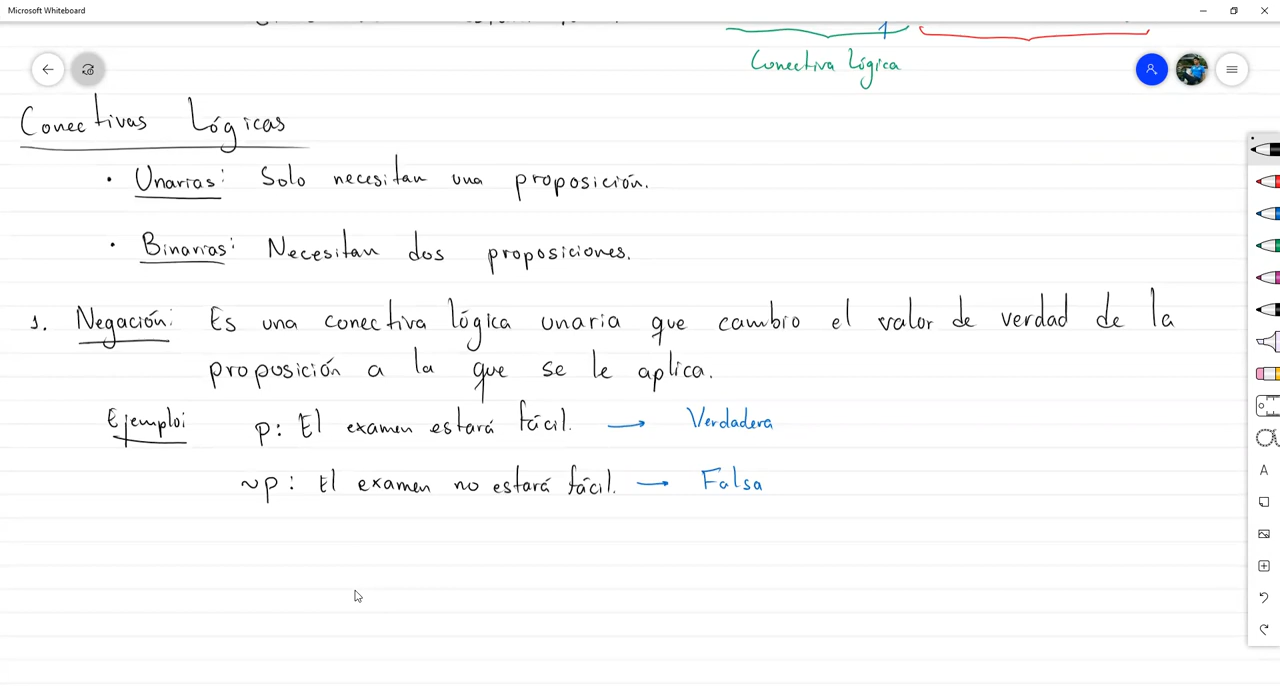 Microsoft Whiteboard
Conectiva Lógica
Conectivas Lógicas
• Unarias: Solo necesitan una proposición.
• Binarias: Necesitan dos proposiciones.
1. Negación: Es una conectiva lógica unaria que cambio el valor de verdad de la
proposición a la que se le aplica.
Ejemplo: p: El examen estará fácil. → Verdadera
~p: El examen no estará fácil. → Falsa